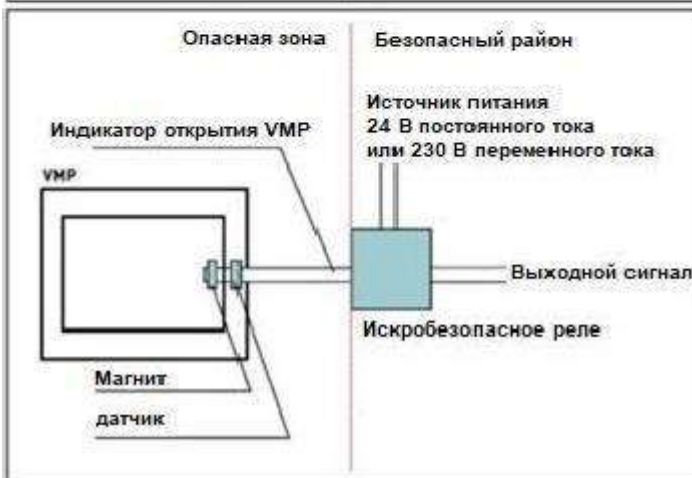 Опасная зона
Безопасный район
Источник питания
24 В постоянного тока
или 230 В переменного тока
Индикатор открытия VMP
VMP
Выходной сигнал
Искробезопасное реле
Магнит
датчик